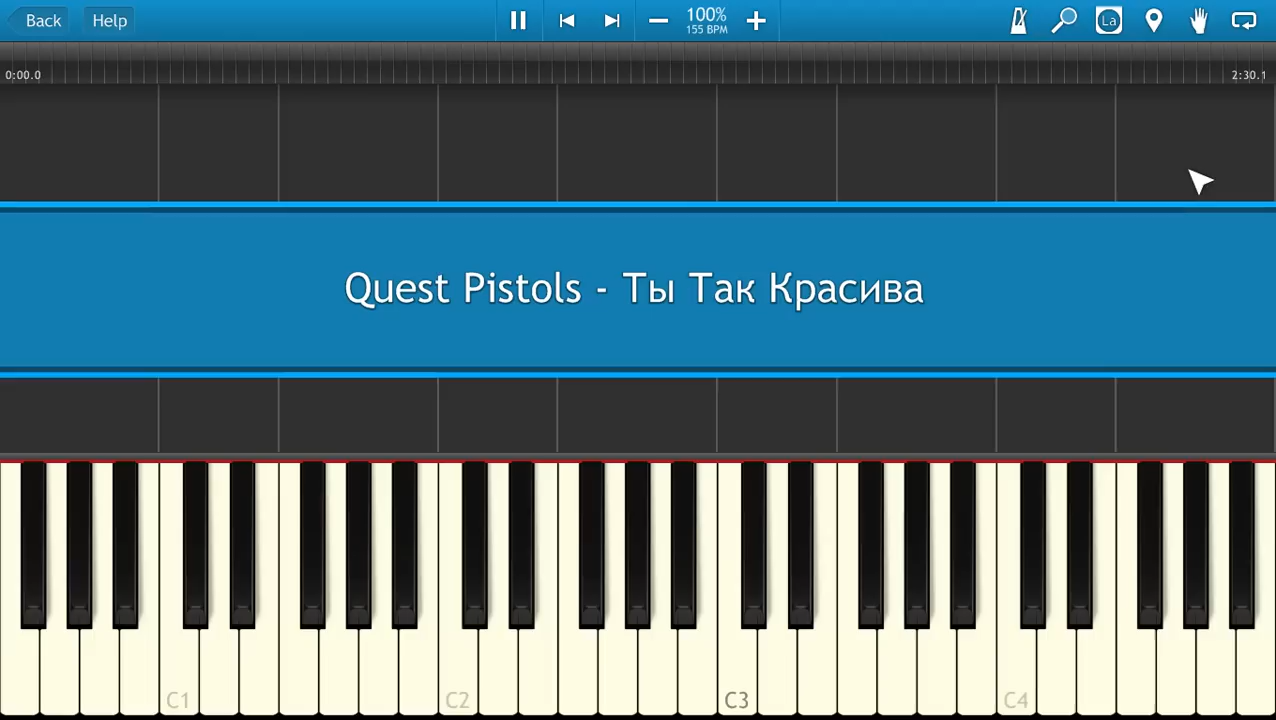 Back
Help
100%
155 BPM
La
0:00.0
2:30.1
Quest Pistols - Ты Так Красива
C1
C2
C3
C4